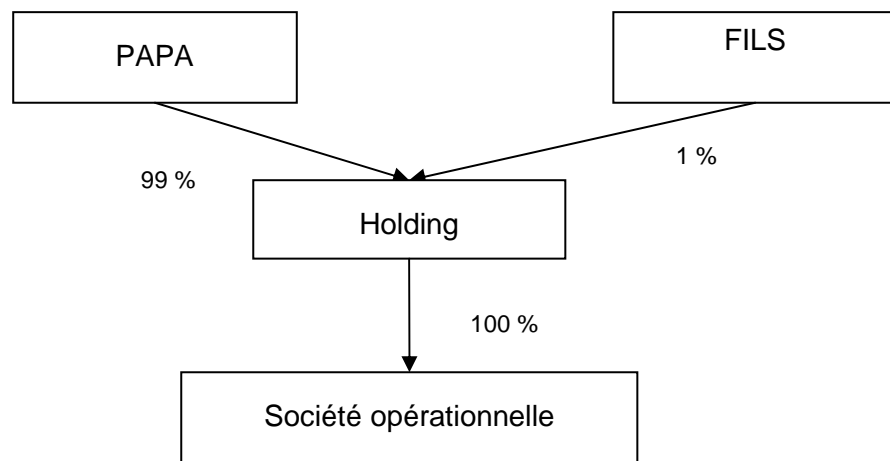 PAPA
FILS
99 %
1 %
Holding
100 %
Société opérationnelle